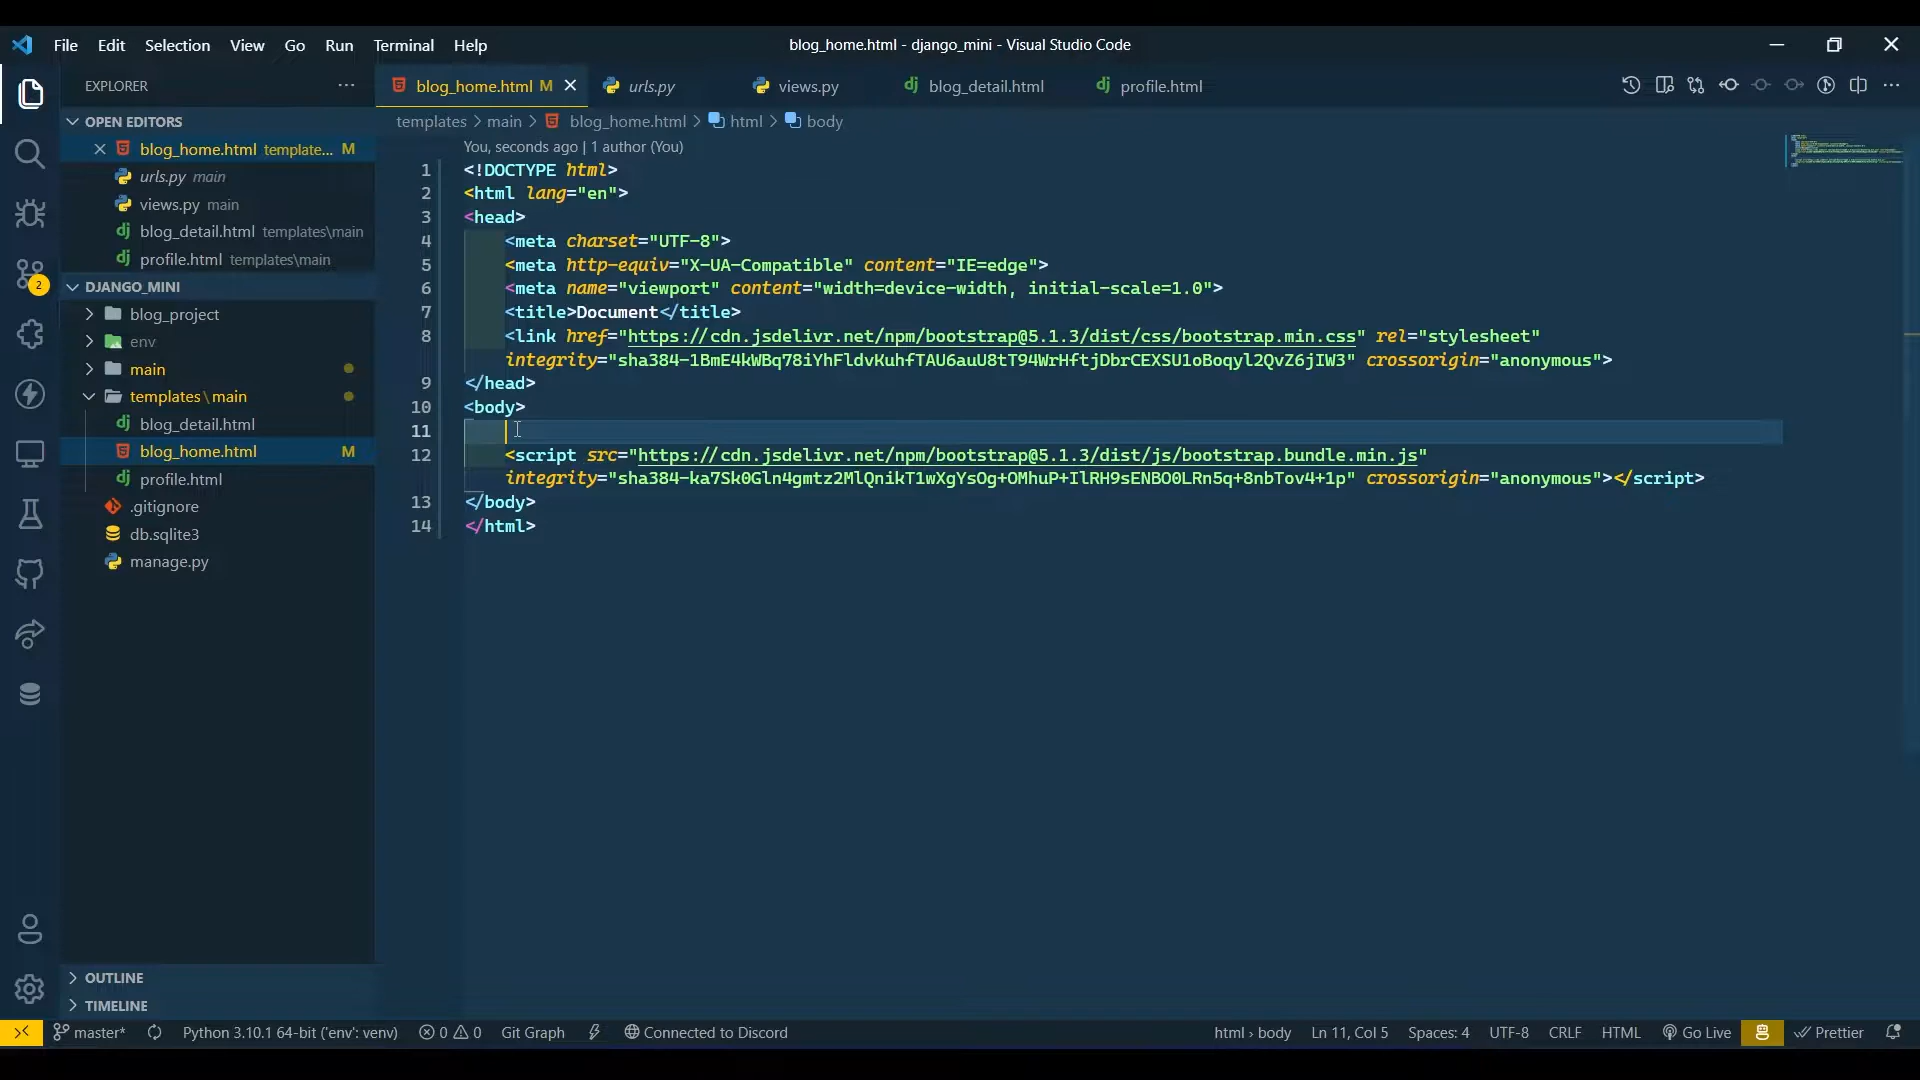 File Edit Selection View Go Run Terminal Help
blog_home.html - django_mini - Visual Studio Code
EXPLORER
OPEN EDITORS
blog_home.html template... M
urls.py main
views.py main
blog_detail.html templates\main
profile.html templates\main
DJANGO_MINI
blog_project
env
main
templates\main
blog_detail.html
blog_home.html M
profile.html
.gitignore
db.sqlite3
manage.py
OUTLINE
TIMELINE
2
blog_home.html M urls.py views.py blog_detail.html profile.html
templates > main > blog_home.html > html > body
You, seconds ago | 1 author (You)
1 <!DOCTYPE html>
2 <html lang="en">
3 <head>
4 <meta charset="UTF-8">
5 <meta http-equiv="X-UA-Compatible" content="IE=edge">
6 <meta name="viewport" content="width=device-width, initial-scale=1.0">
7 <title>Document</title>
8 <link href="https://cdn.jsdelivr.net/npm/bootstrap@5.1.3/dist/css/bootstrap.min.css" rel="stylesheet"
integrity="sha384-1BmE4kWBq78iYhFldvKuhfTAU6auU8tT94WrHftjDbrCEXSU1oBoqyl2QvZ6jIW3" crossorigin="anonymous">
9 </head>
10 <body>
11
12 <script src="https://cdn.jsdelivr.net/npm/bootstrap@5.1.3/dist/js/bootstrap.bundle.min.js"
integrity="sha384-ka7Sk0Gln4gmtz2MlQnikT1wXgYsOg+OMhuP+IlRH9sENBO0LRn5q+8nbTov4+1p" crossorigin="anonymous"></script>
13 </body>
14 </html>
master* Python 3.10.1 64-bit ('env': venv) 0 0 Git Graph Connected to Discord html > body Ln 11, Col 5 Spaces: 4 UTF-8 CRLF HTML Go Live Prettier